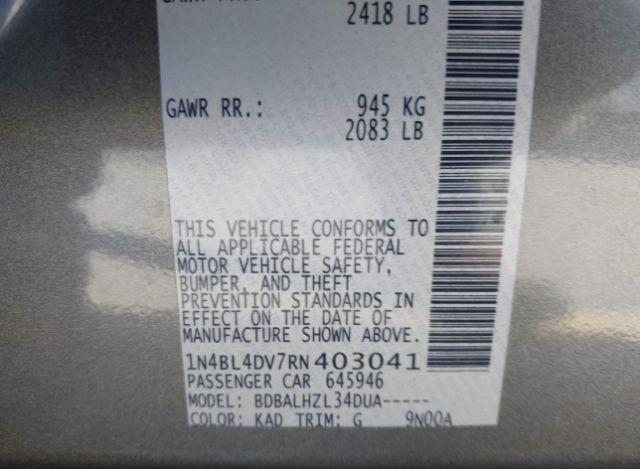 2418 LB
GAWR RR.: 945 KG
2083 LB
THIS VEHICLE CONFORMS TO
ALL APPLICABLE FEDERAL
MOTOR VEHICLE SAFETY,
BUMPER, AND THEFT
PREVENTION STANDARDS IN
EFFECT ON THE DATE OF
MANUFACTURE SHOWN ABOVE.
1N4BL4DV7RN403041
PASSENGER CAR 645946
MODEL: BDBALHZL34DUA-----
COLOR: KAD TRIM: G 9N00A